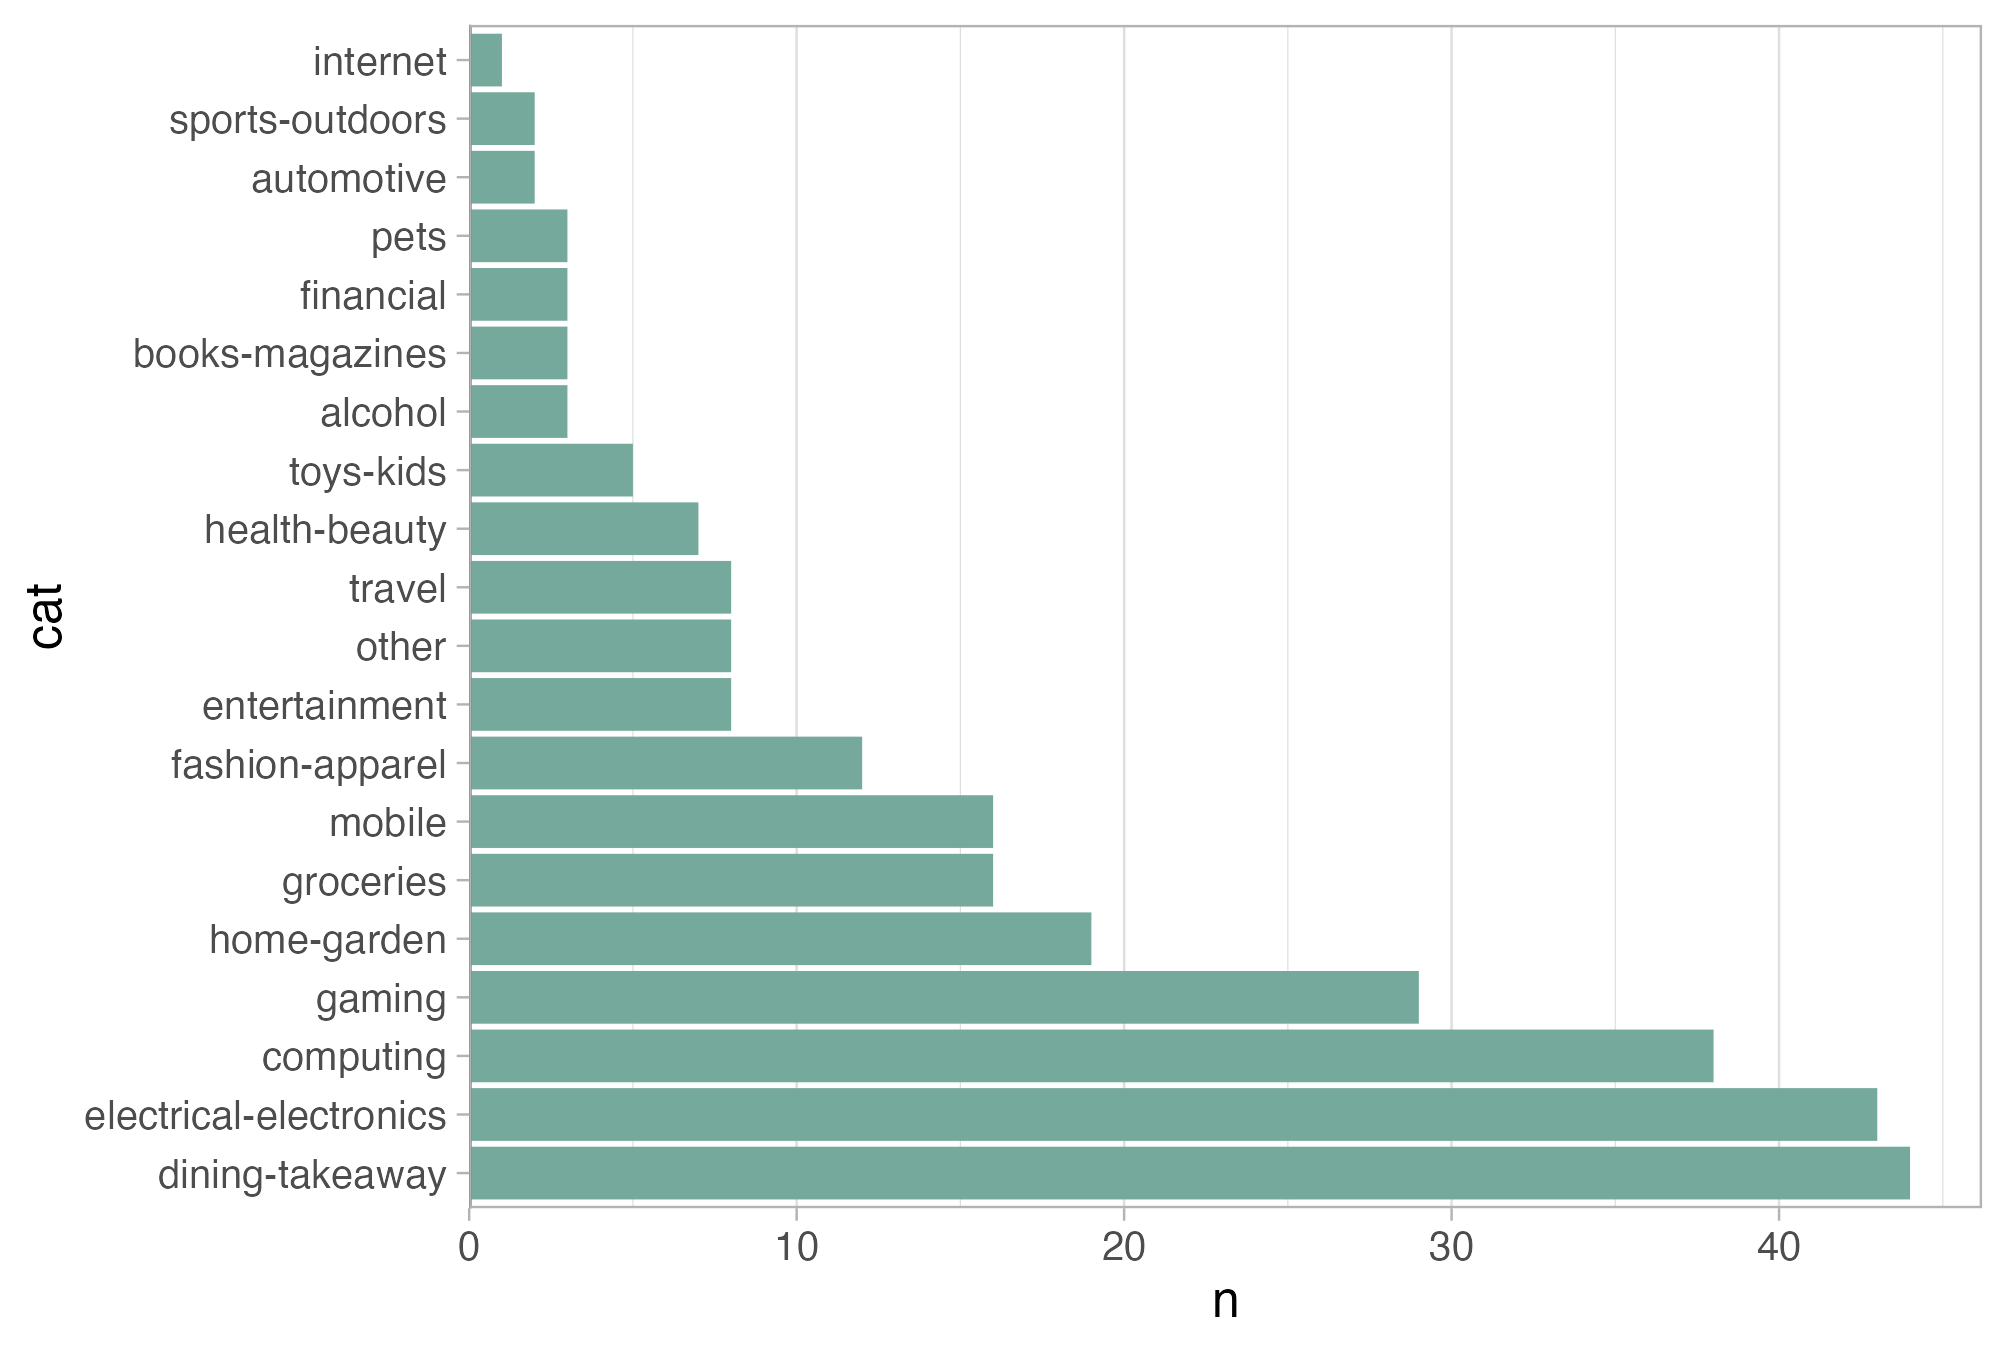 internet
sports-outdoors
automotive
pets
financial
books-magazines
alcohol
toys-kids
health-beauty
travel
other
entertainment
fashion-apparel
mobile
groceries
home-garden
gaming
computing
electrical-electronics
dining-takeaway
cat
0 10 20 30 40
n